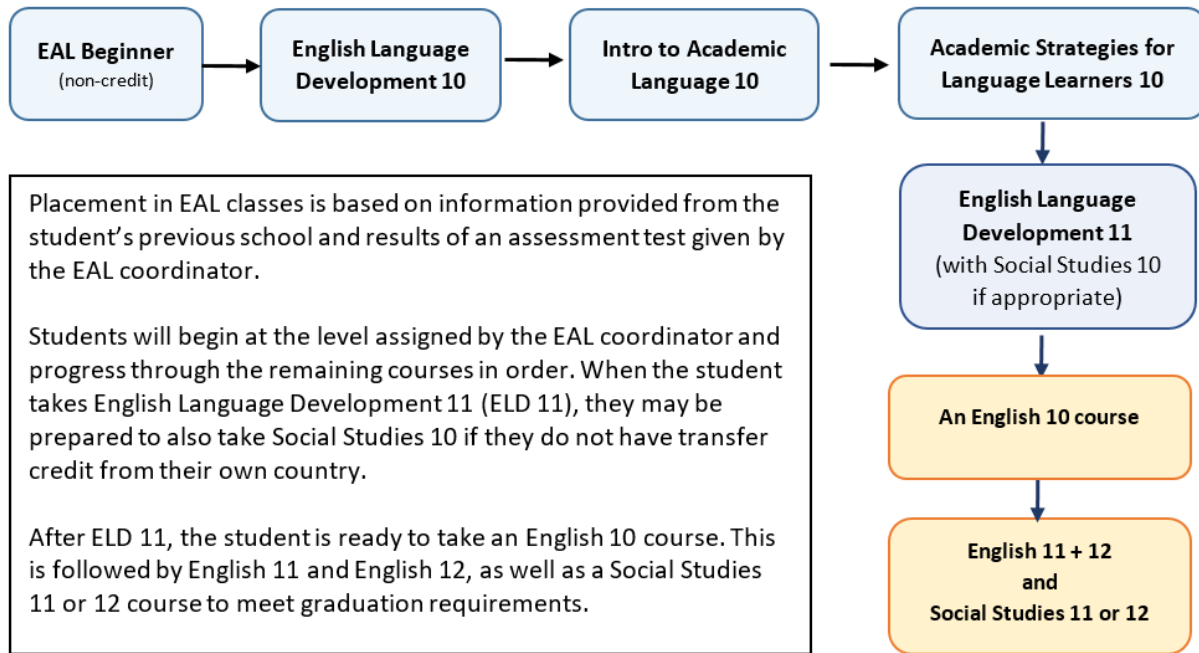 EAL Beginner
(non-credit)
English Language
Development 10
Intro to Academic
Language 10
Academic Strategies for
Language Learners 10
English Language
Development 11
(with Social Studies 10
if appropriate)
An English 10 course
English 11 + 12
and
Social Studies 11 or 12
Placement in EAL classes is based on information provided from the
student’s previous school and results of an assessment test given by
the EAL coordinator.
Students will begin at the level assigned by the EAL coordinator and
progress through the remaining courses in order. When the student
takes English Language Development 11 (ELD 11), they may be
prepared to also take Social Studies 10 if they do not have transfer
credit from their own country.
After ELD 11, the student is ready to take an English 10 course. This
is followed by English 11 and English 12, as well as a Social Studies
11 or 12 course to meet graduation requirements.